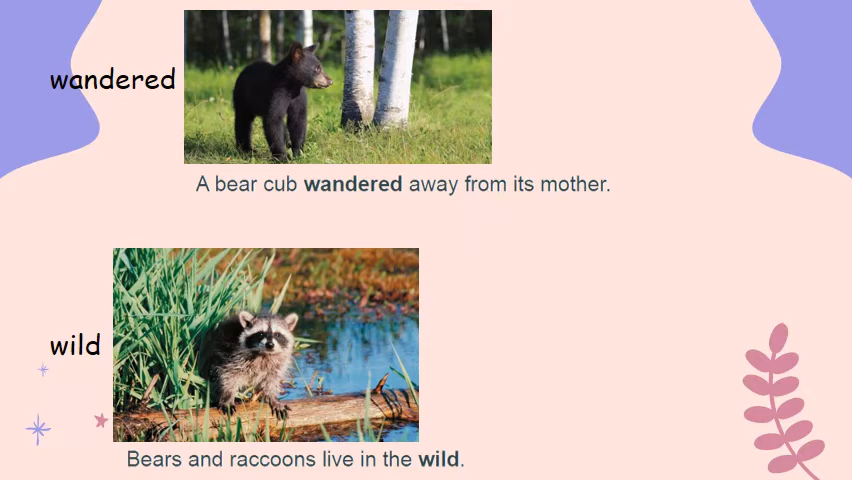 wandered
A bear cub wandered away from its mother.
wild
Bears and raccoons live in the wild.